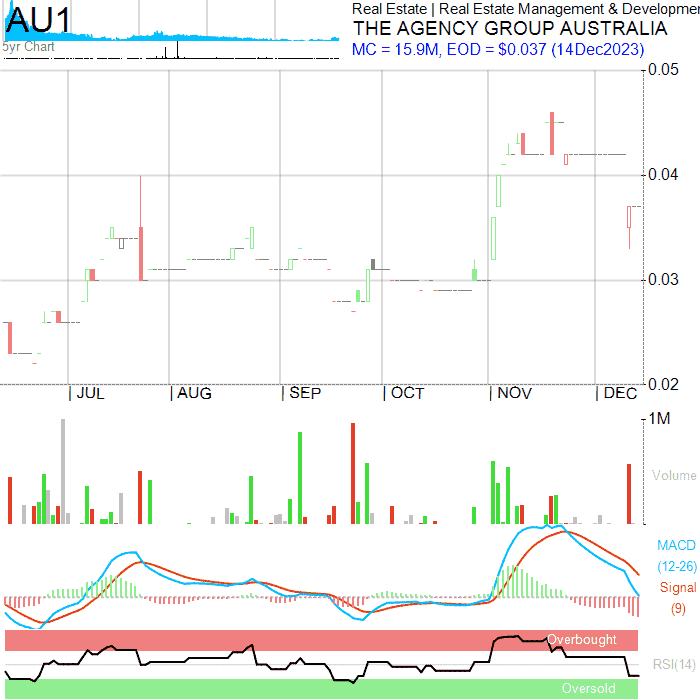 AU1
5yr Chart
Real Estate | Real Estate Management & Developmen
THE AGENCY GROUP AUSTRALIA
MC = 15.9M, EOD = $0.037 (14Dec2023)
0.05
0.04
0.03
0.02
JUL AUG SEP OCT NOV DEC
1M
Volume
MACD
(12-26)
Signal
(9)
Overbought
RSI(14)
Oversold